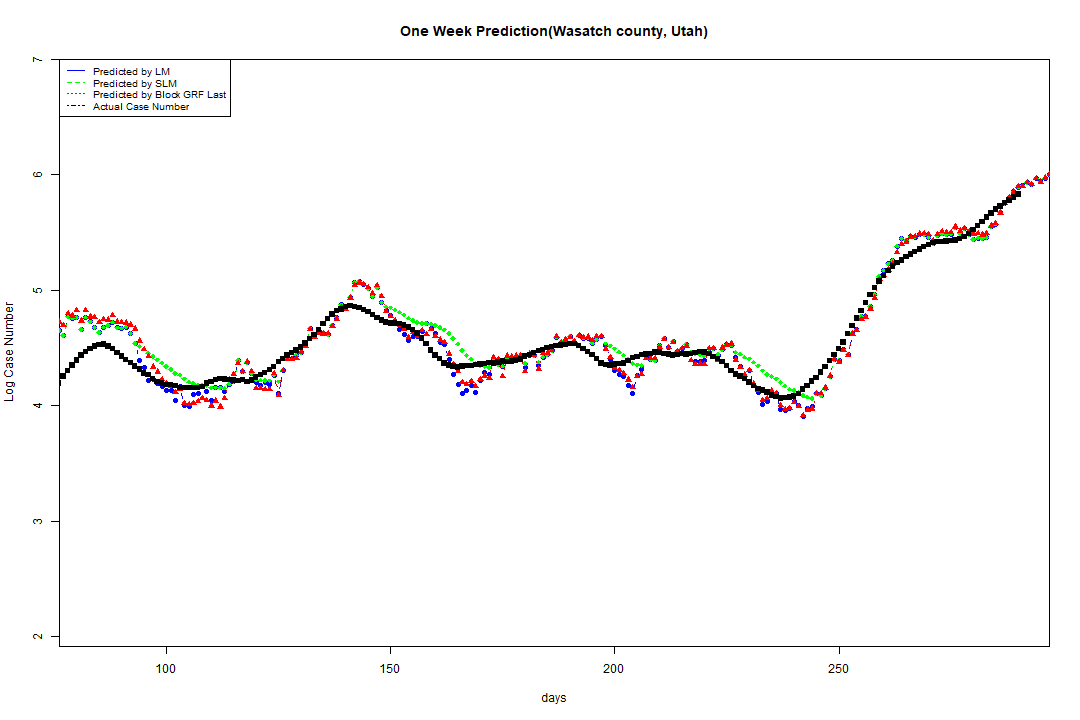 One Week Prediction(Wasatch county, Utah)
Predicted by LM
Predicted by SLM
Predicted by Block GRF Last
Actual Case Number
7
6
5
4
3
2
Log Case Number
100
150
200
250
days